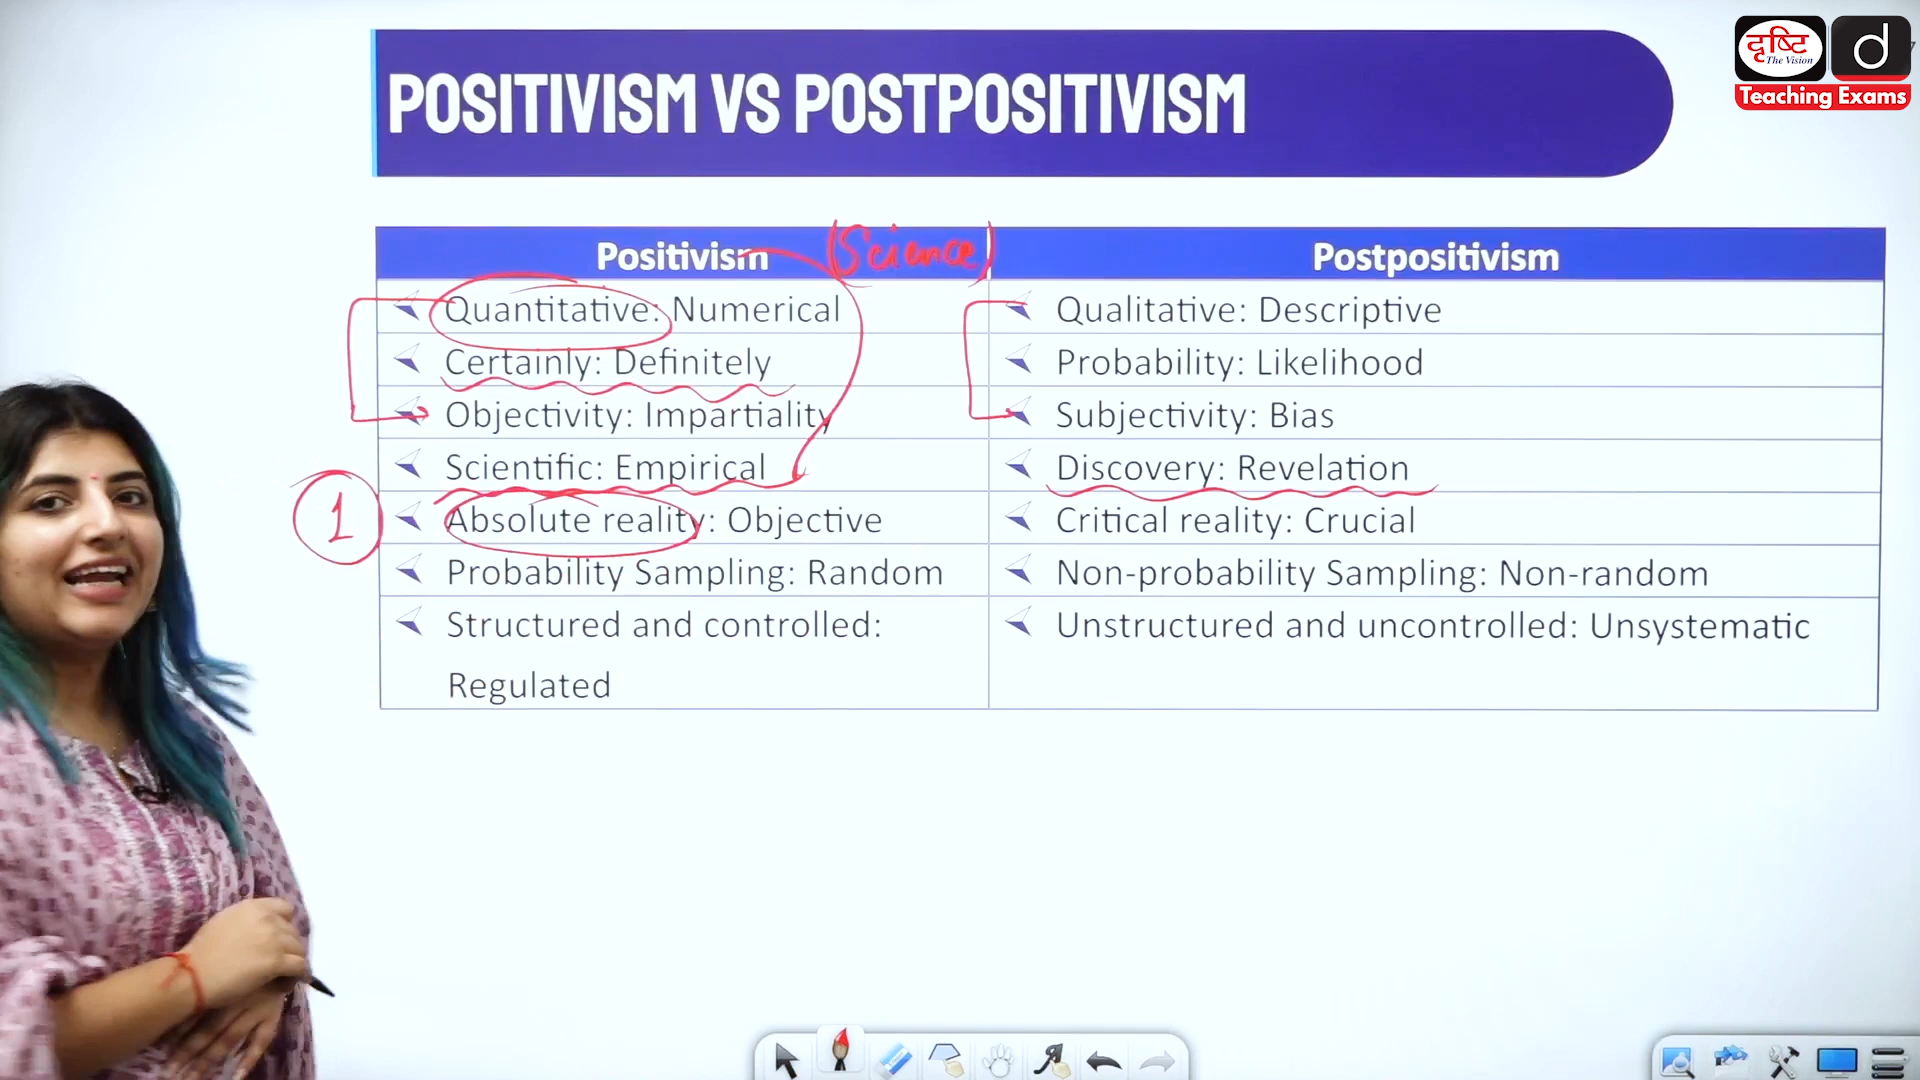 दृष्टि
The Vision
d
Teaching Exams
POSITIVISM VS POSTPOSITIVISM
Positivism
(Science)
Postpositivism
Quantitative: Numerical
Qualitative: Descriptive
Certainly: Definitely
Probability: Likelihood
Objectivity: Impartiality
Subjectivity: Bias
Scientific: Empirical
Discovery: Revelation
1
Absolute reality: Objective
Critical reality: Crucial
Probability Sampling: Random
Non-probability Sampling: Non-random
Structured and controlled:
Regulated
Unstructured and uncontrolled: Unsystematic